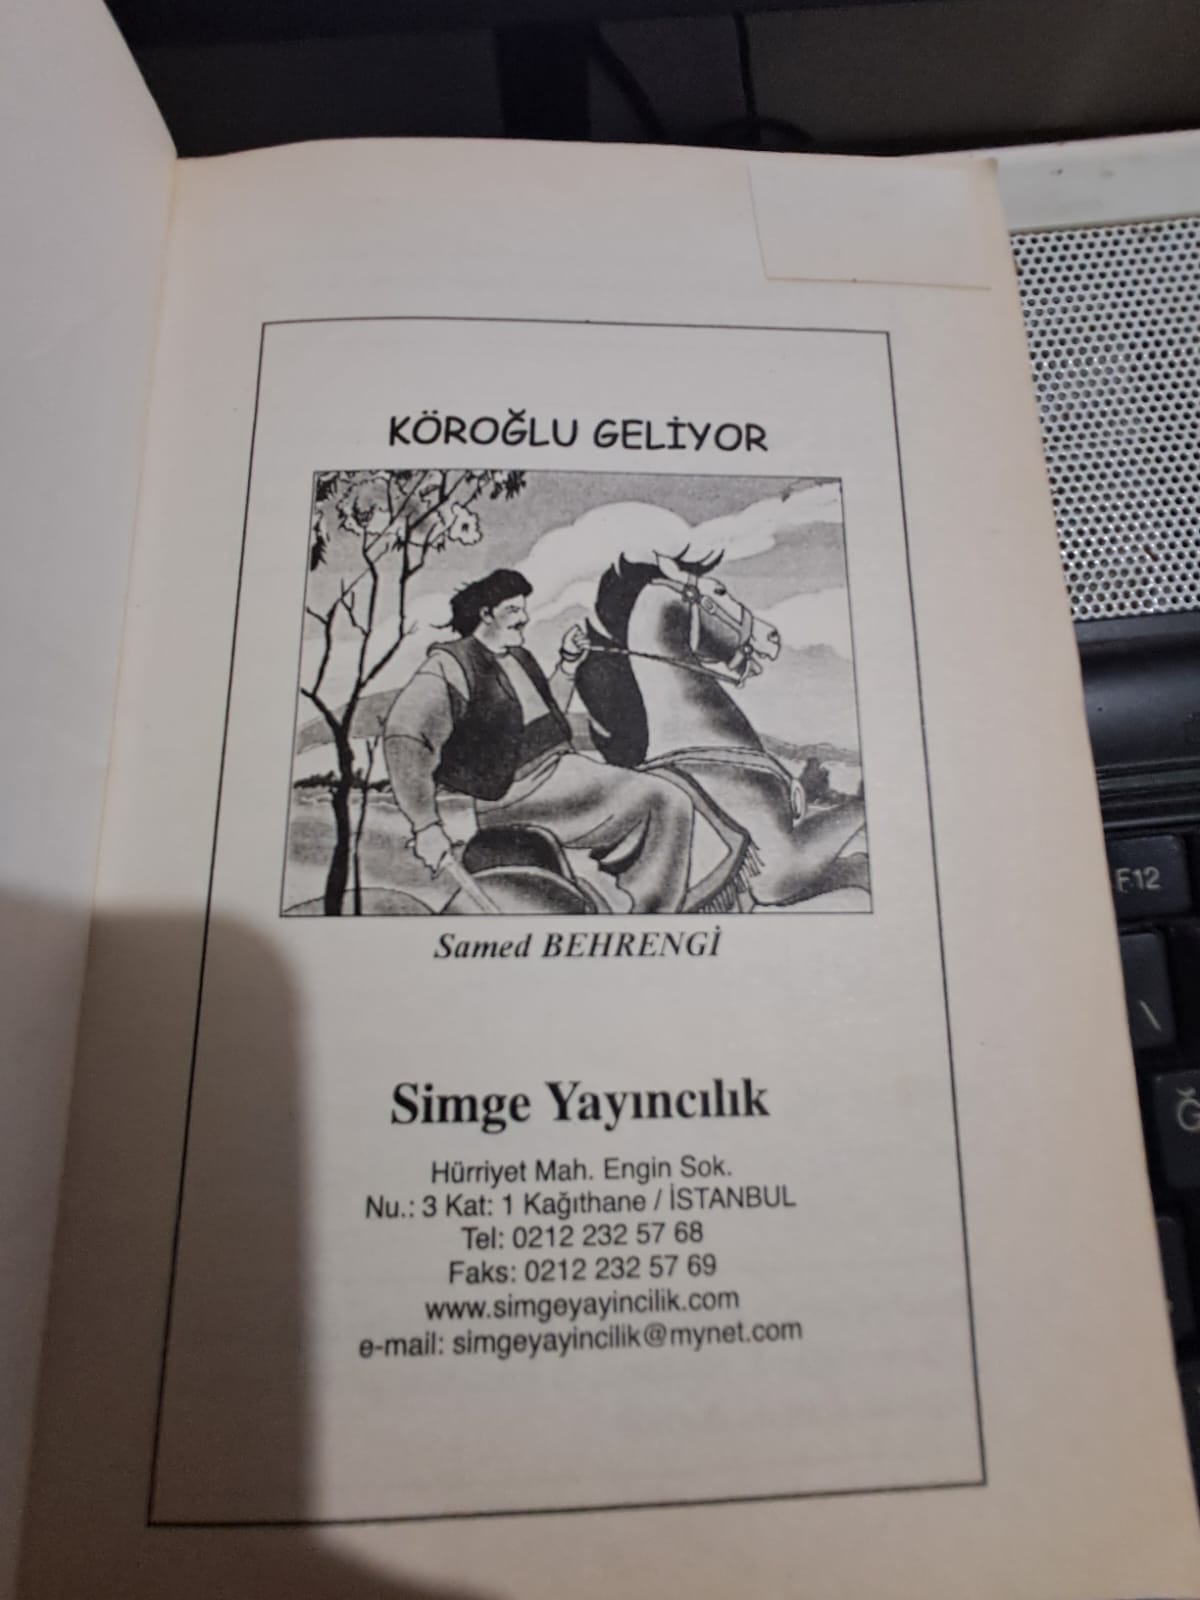 KÖROĞLU GELİYOR
Samed BEHRENGİ
Simge Yayıncılık
Hürriyet Mah. Engin Sok.
Nu.: 3 Kat: 1 Kağıthane / İSTANBUL
Tel: 0212 232 57 68
Faks: 0212 232 57 69
www.simgeyayincilik.com
e-mail: simgeyayincilik@mynet.com
F12
\
Ğ